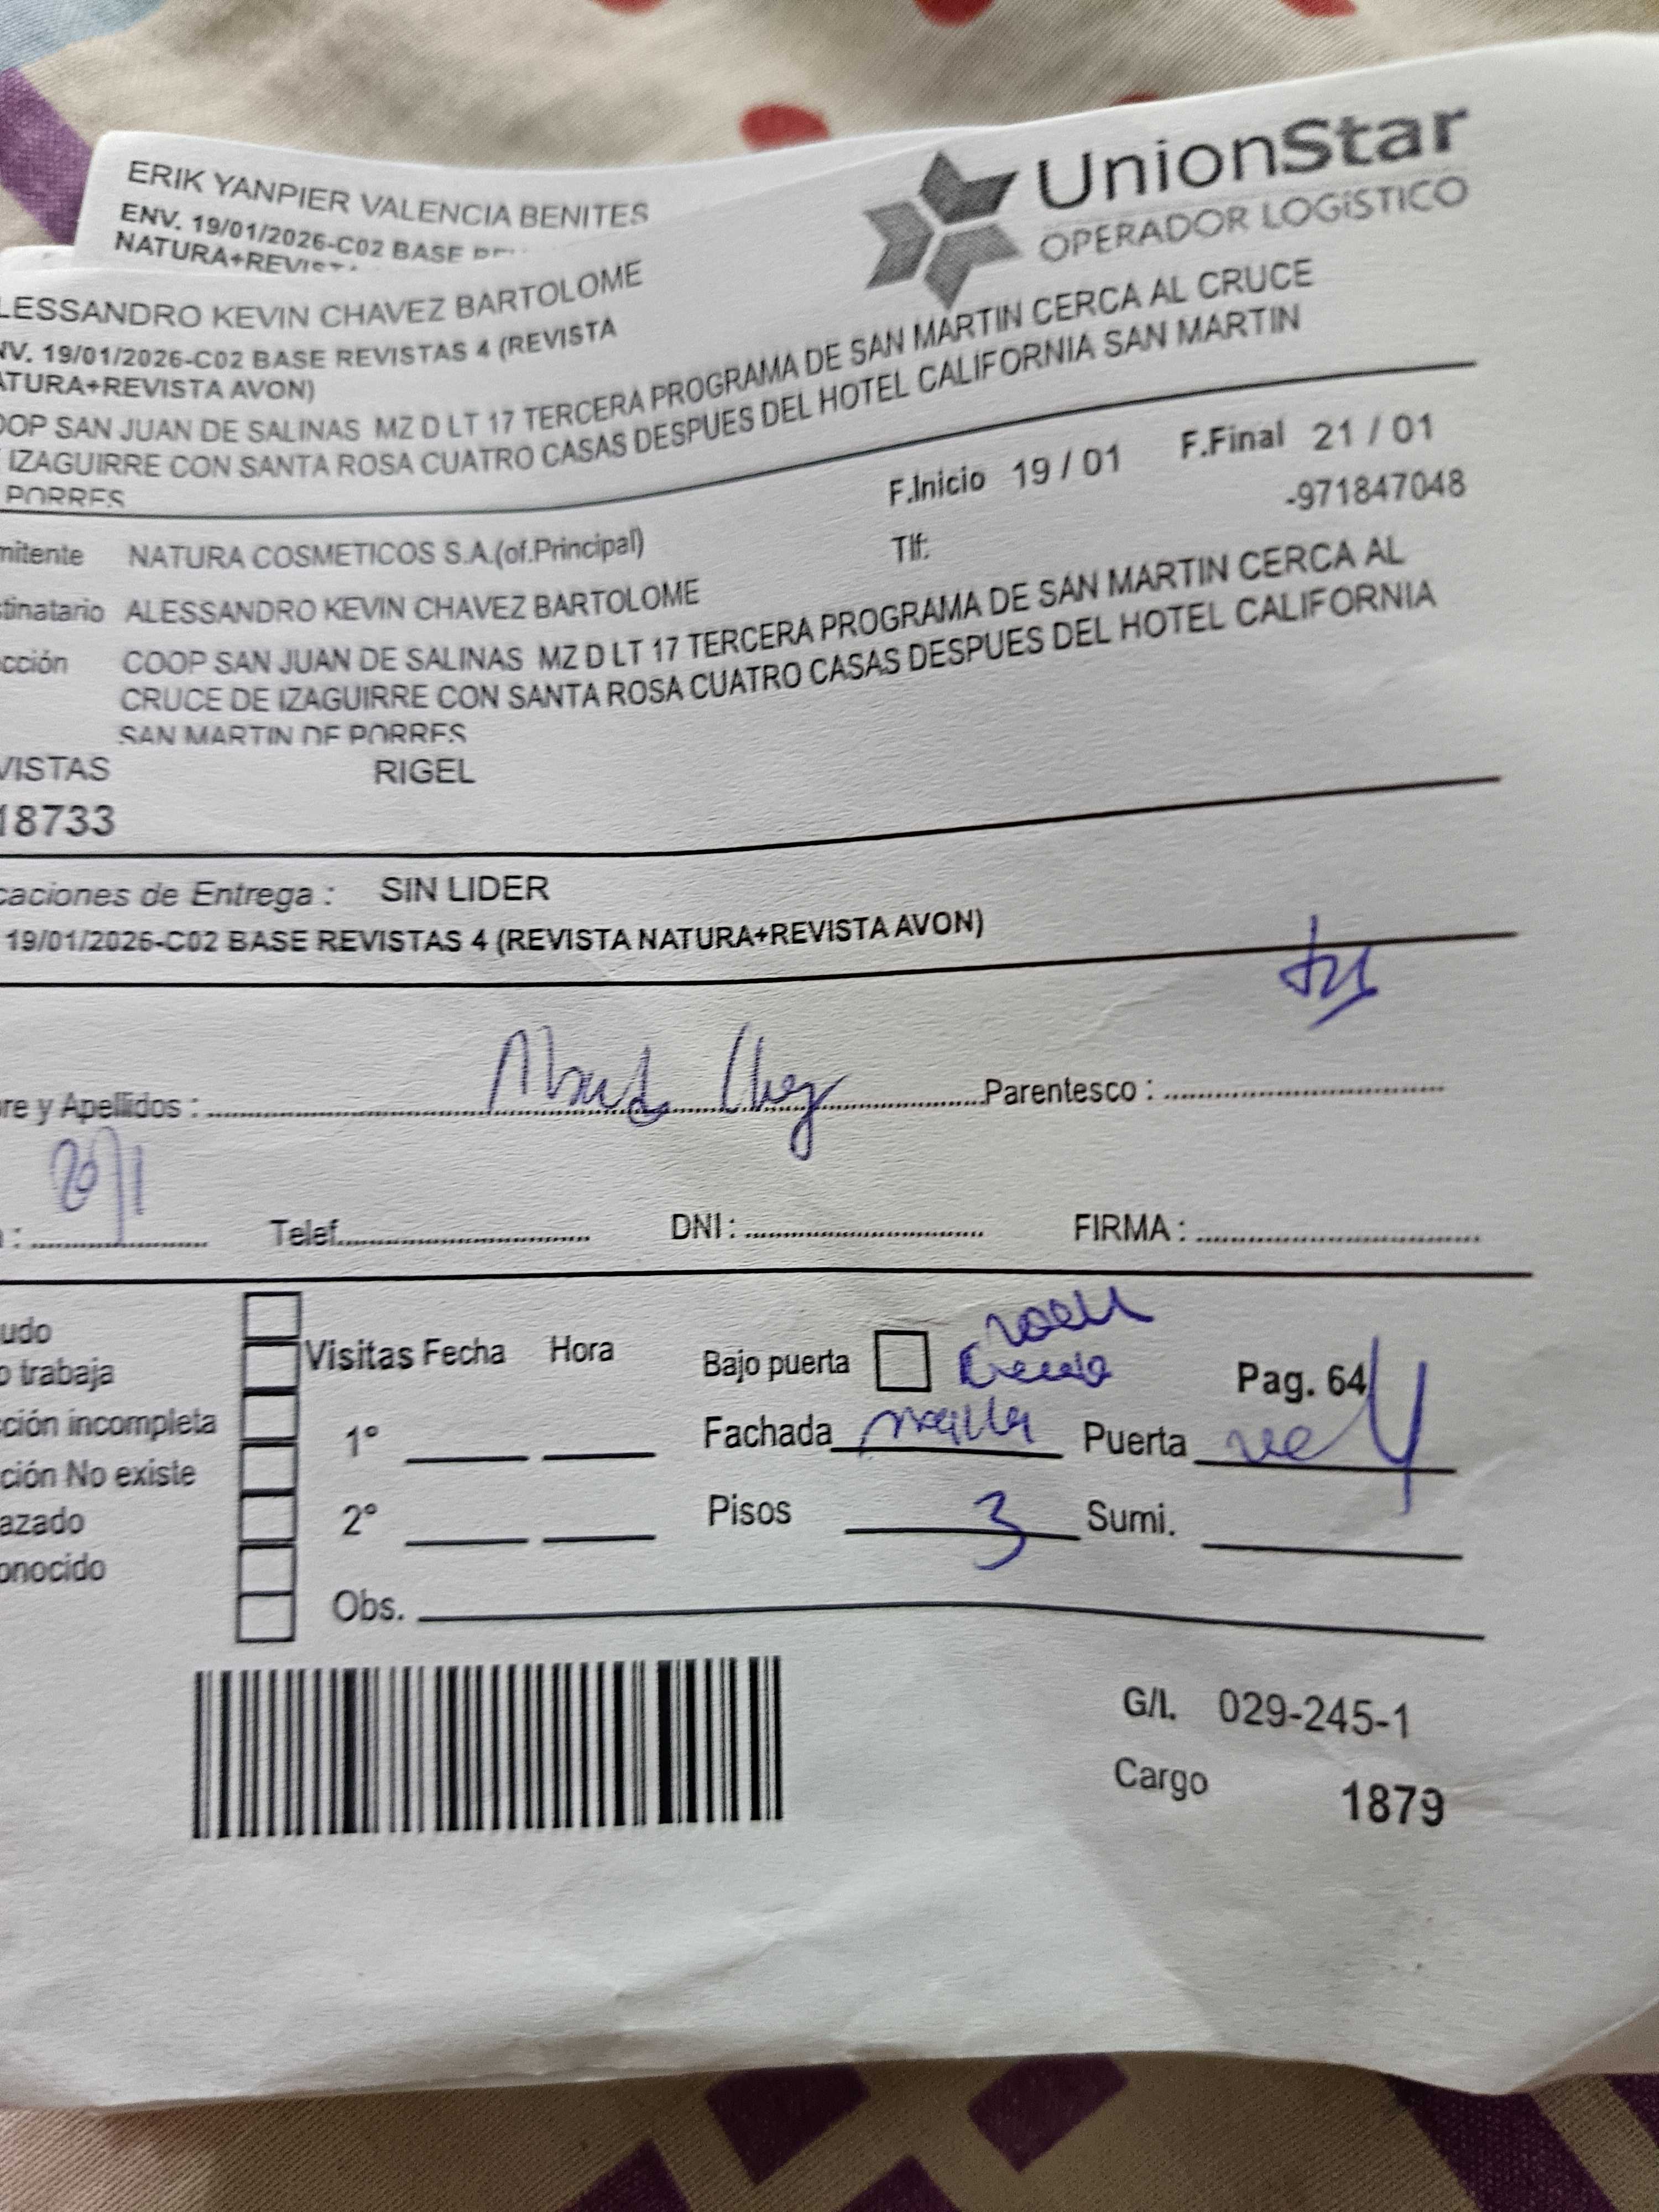 UnionStar
OPERADOR LOGÍSTICO
ERIK YANPIER VALENCIA BENITES
ENV. 19/01/2026-C02 BASE
NATURA+REVIST
LESSANDRO KEVIN CHAVEZ BARTOLOME
NV. 19/01/2026-C02 BASE REVISTAS 4 (REVISTA
ATURA+REVISTA AVON)
OOP SAN JUAN DE SALINAS MZ D LT 17 TERCERA PROGRAMA DE SAN MARTIN CERCA AL CRUCE
IZAGUIRRE CON SANTA ROSA CUATRO CASAS DESPUES DEL HOTEL CALIFORNIA SAN MARTIN
PORRES
F.Inicio 19 / 01 F.Final 21 / 01
mitente NATURA COSMETICOS S.A.(of.Principal) Tlf: -971847048
stinatario ALESSANDRO KEVIN CHAVEZ BARTOLOME
cción COOP SAN JUAN DE SALINAS MZ D LT 17 TERCERA PROGRAMA DE SAN MARTIN CERCA AL
CRUCE DE IZAGUIRRE CON SANTA ROSA CUATRO CASAS DESPUES DEL HOTEL CALIFORNIA
SAN MARTIN DE PORRES
VISTAS RIGEL
18733
caciones de Entrega : SIN LIDER
19/01/2026-C02 BASE REVISTAS 4 (REVISTA NATURA+REVISTA AVON)
re y Apellidos : Parentesco :
Telef. DNI : FIRMA :
udo
o trabaja Visitas Fecha Hora Bajo puerta Pag. 64
cción incompleta 1° Fachada Puerta
ción No existe
azado 2° Pisos 3 Sumi.
onocido
Obs.
G/I. 029-245-1
Cargo 1879